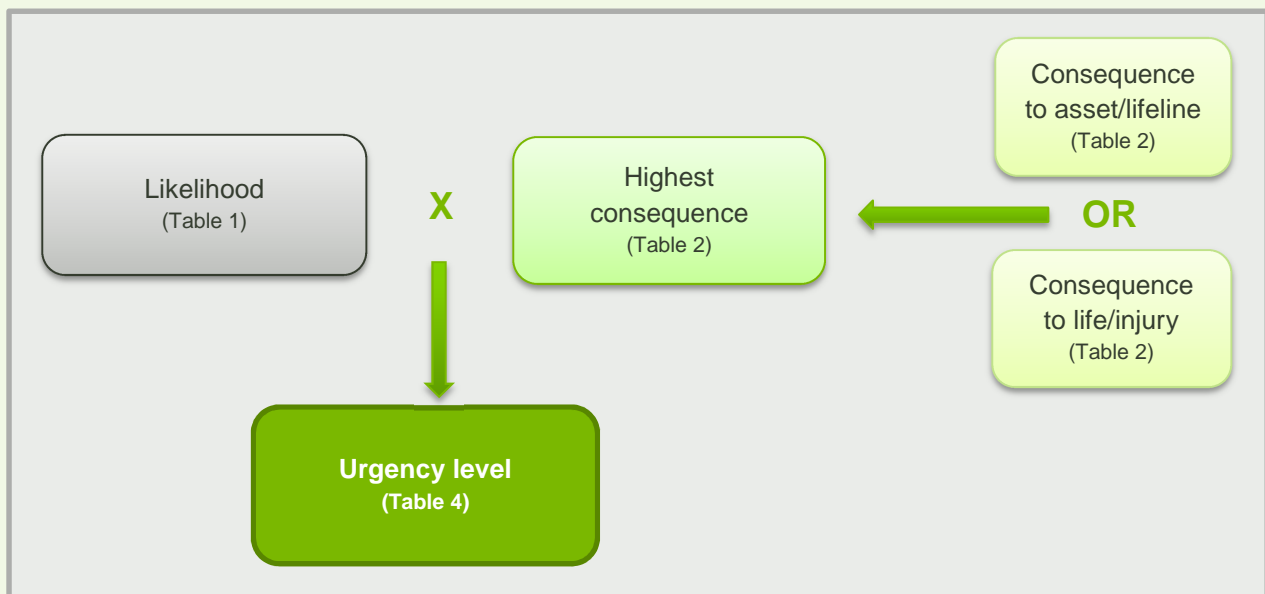 Likelihood
(Table 1)
X
Highest
consequence
(Table 2)
Consequence
to asset/lifeline
(Table 2)
OR
Consequence
to life/injury
(Table 2)
Urgency level
(Table 4)